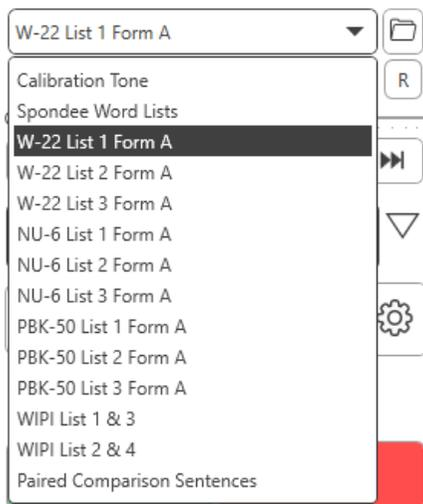 W-22 List 1 Form A
R
Calibration Tone
Spondee Word Lists
W-22 List 1 Form A
W-22 List 2 Form A
W-22 List 3 Form A
NU-6 List 1 Form A
NU-6 List 2 Form A
NU-6 List 3 Form A
PBK-50 List 1 Form A
PBK-50 List 2 Form A
PBK-50 List 3 Form A
WIPI List 1 & 3
WIPI List 2 & 4
Paired Comparison Sentences